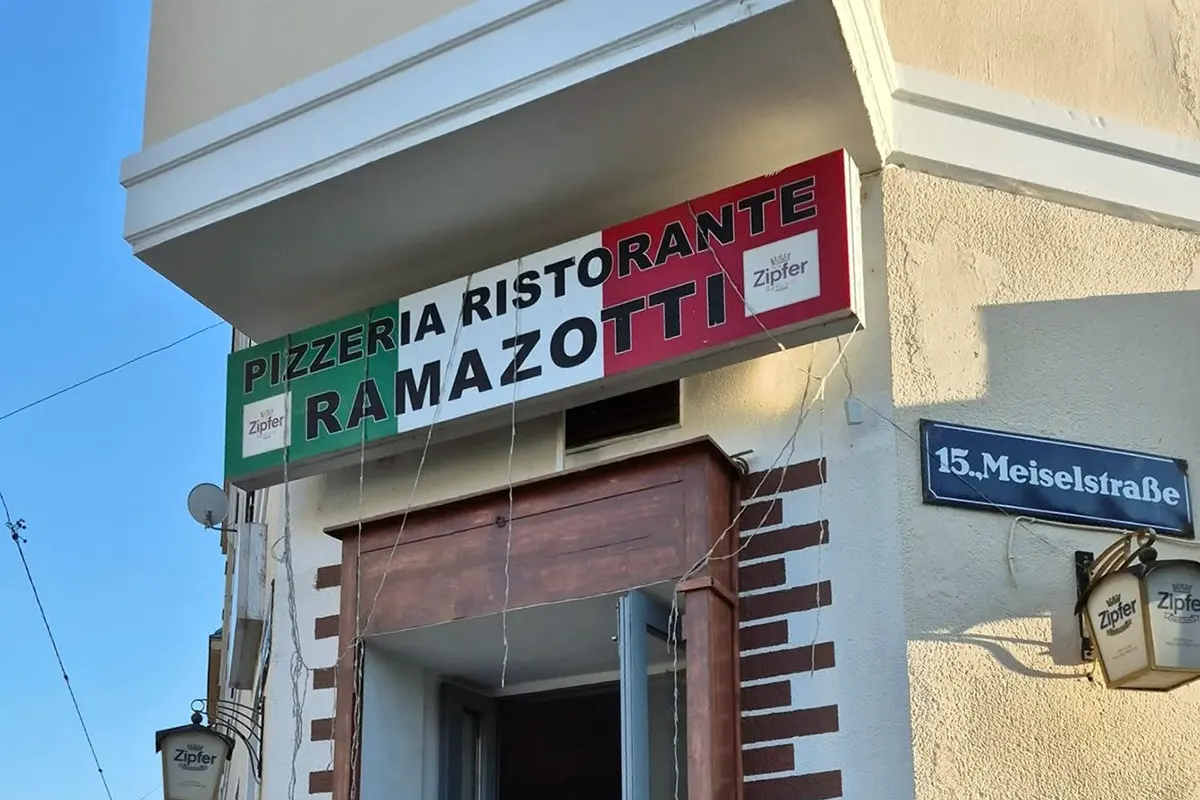 PIZZERIA RISTORANTE
RAMAZOTTI
Zipfer
Zipfer
15., Meiselstraße
Zipfer
Zipfer
Zipfer